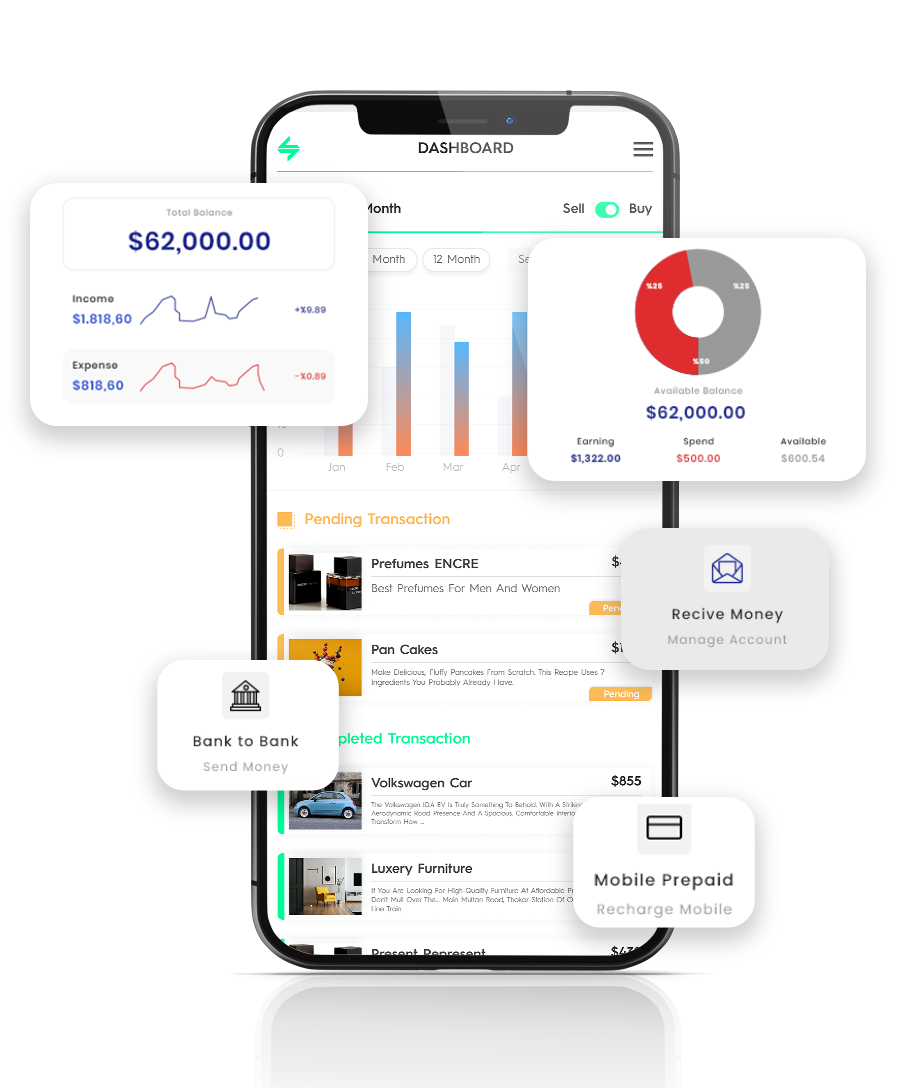 DASHBOARD
Month
Sell
Buy
Month
12 Month
0
Jan
Feb
Mar
Apr
Total Balance
$62,000.00
Income
$1.818,60
+%9.89
Expense
$818,60
-%0.89
%25
%25
%50
Available Balance
$62,000.00
Earning
Spend
Available
$1,322.00
$500.00
$600.54
Pending Transaction
Prefumes ENCRE
Best Prefumes For Men And Women
Recive Money
Manage Account
Pan Cakes
Make Delicious, Fluffy Pancakes From Scratch. This Recipe Uses 7
Ingredients You Probably Already Have.
Pending
Bank to Bank
Send Money
pleted Transaction
Volkswagen Car
$855
The Volkswagen ID.4 EV Is Truly Something To Behold. With A
Aerodynamic Road Presence And A Spacious, Comfortable
Transform How ...
Luxery Furniture
If You Are Looking For High Quality Furniture At Affordable
Don't Mull Over The.. Main Multan Road, Thokar Station Of
Line Train
Mobile Prepaid
Recharge Mobile
Present Represent